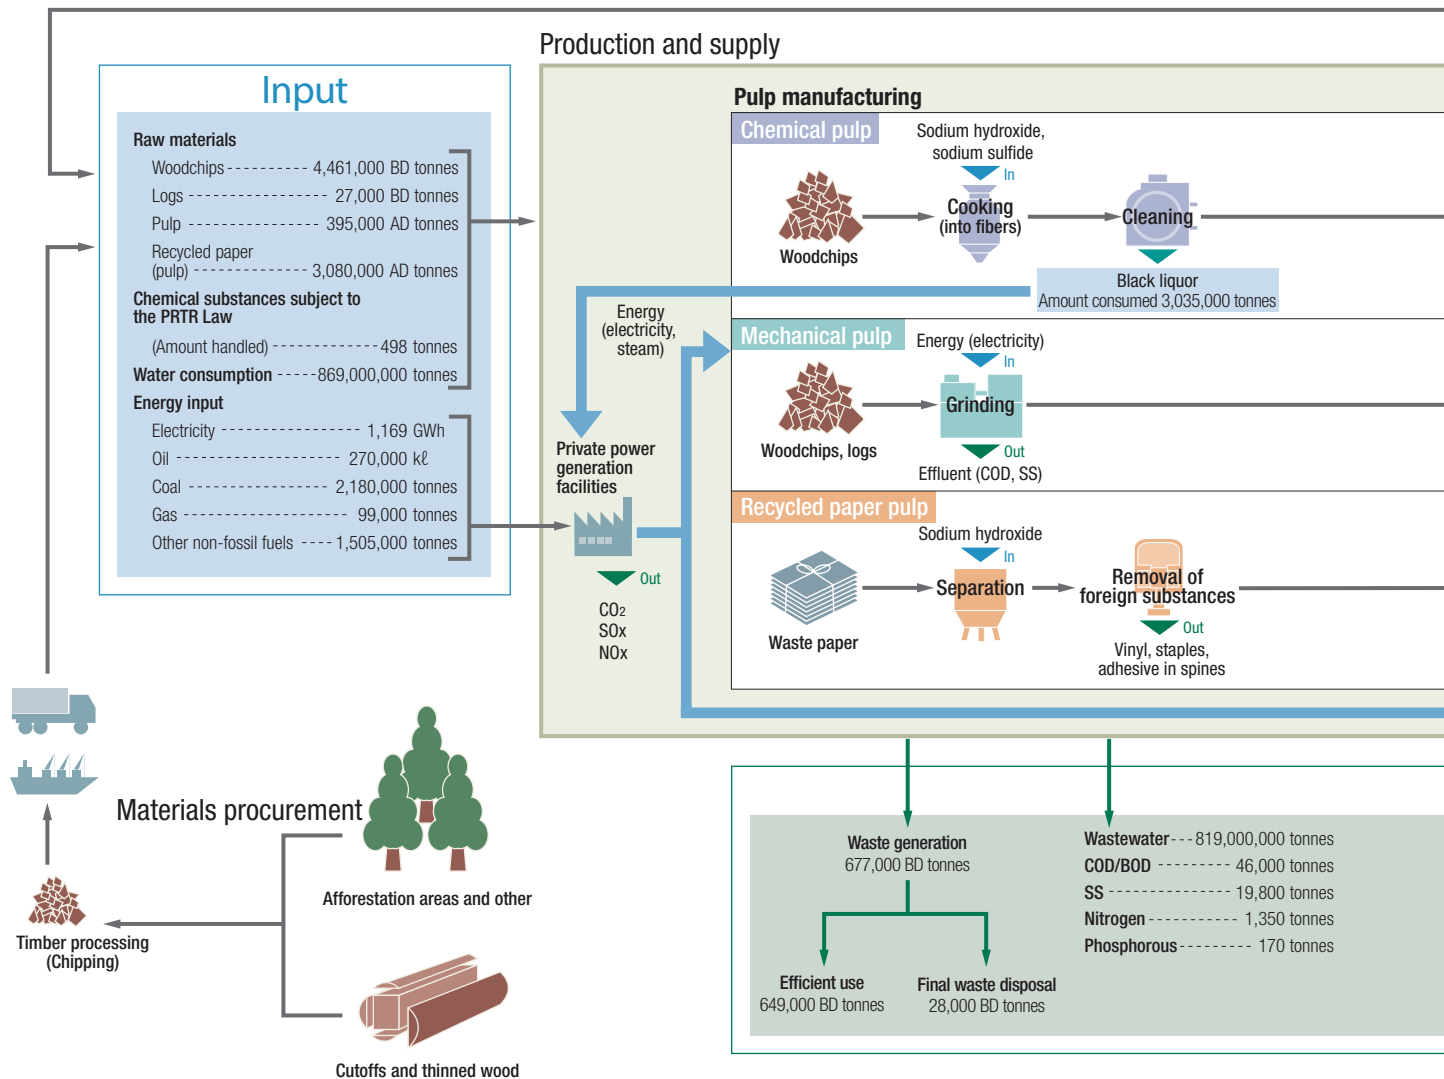 Production and supply
Input
Raw materials
Woodchips 4,461,000 BD tonnes
Logs 27,000 BD tonnes
Pulp 395,000 AD tonnes
Recycled paper
(pulp) 3,080,000 AD tonnes
Chemical substances subject to
the PRTR Law
(Amount handled) 498 tonnes
Water consumption 869,000,000 tonnes
Energy input
Electricity 1,169 GWh
Oil 270,000 kℓ
Coal 2,180,000 tonnes
Gas 99,000 tonnes
Other non-fossil fuels 1,505,000 tonnes
Pulp manufacturing
Chemical pulp
Sodium hydroxide,
sodium sulfide
In
Woodchips
Cooking
(into fibers)
Cleaning
Black liquor
Amount consumed 3,035,000 tonnes
Energy
(electricity,
steam)
Mechanical pulp
Energy (electricity)
In
Woodchips, logs
Grinding
Out
Effluent (COD, SS)
Private power
generation
facilities
Out
CO2
SOx
NOx
Recycled paper pulp
Sodium hydroxide
In
Waste paper
Separation
Removal of
foreign substances
Out
Vinyl, staples,
adhesive in spines
Materials procurement
Afforestation areas and other
Timber processing
(Chipping)
Cutoffs and thinned wood
Waste generation
677,000 BD tonnes
Efficient use
649,000 BD tonnes
Final waste disposal
28,000 BD tonnes
Wastewater 819,000,000 tonnes
COD/BOD 46,000 tonnes
SS 19,800 tonnes
Nitrogen 1,350 tonnes
Phosphorous 170 tonnes